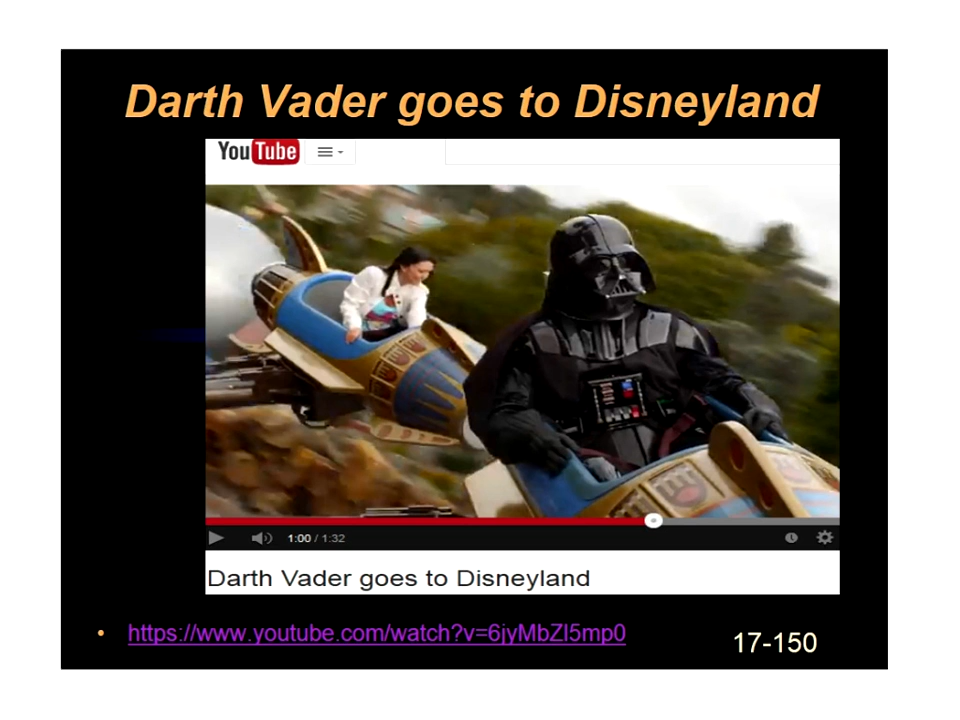 Darth Vader goes to Disneyland
YouTube
1:00 / 1:32
Darth Vader goes to Disneyland
• https://www.youtube.com/watch?v=6jyMbZl5mp0
17-150